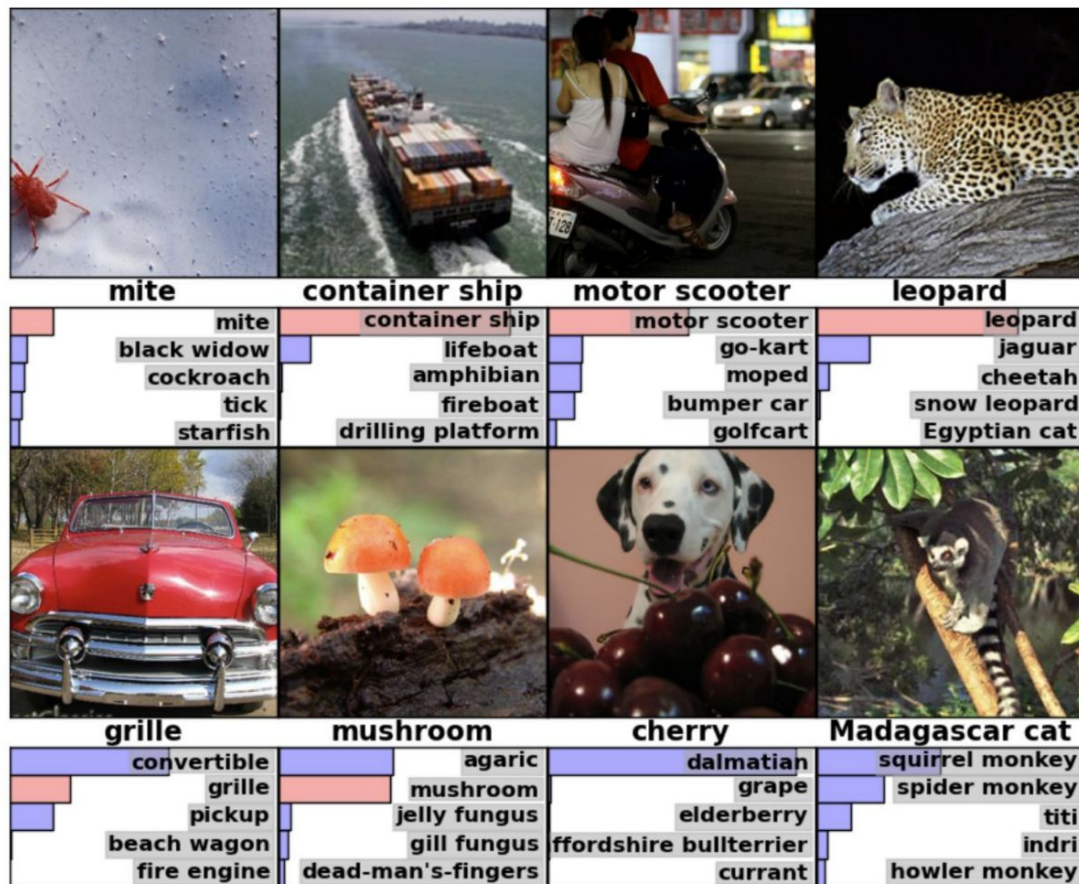 mite
container ship
motor scooter
leopard
mite
black widow
cockroach
tick
starfish
container ship
lifeboat
amphibian
fireboat
drilling platform
motor scooter
go-kart
moped
bumper car
golfcart
leopard
jaguar
cheetah
snow leopard
Egyptian cat
grille
mushroom
cherry
Madagascar cat
convertible
grille
pickup
beach wagon
fire engine
agaric
mushroom
jelly fungus
gill fungus
dead-man's-fingers
dalmatian
grape
elderberry
ffordshire bullterrier
currant
squirrel monkey
spider monkey
titi
indri
howler monkey